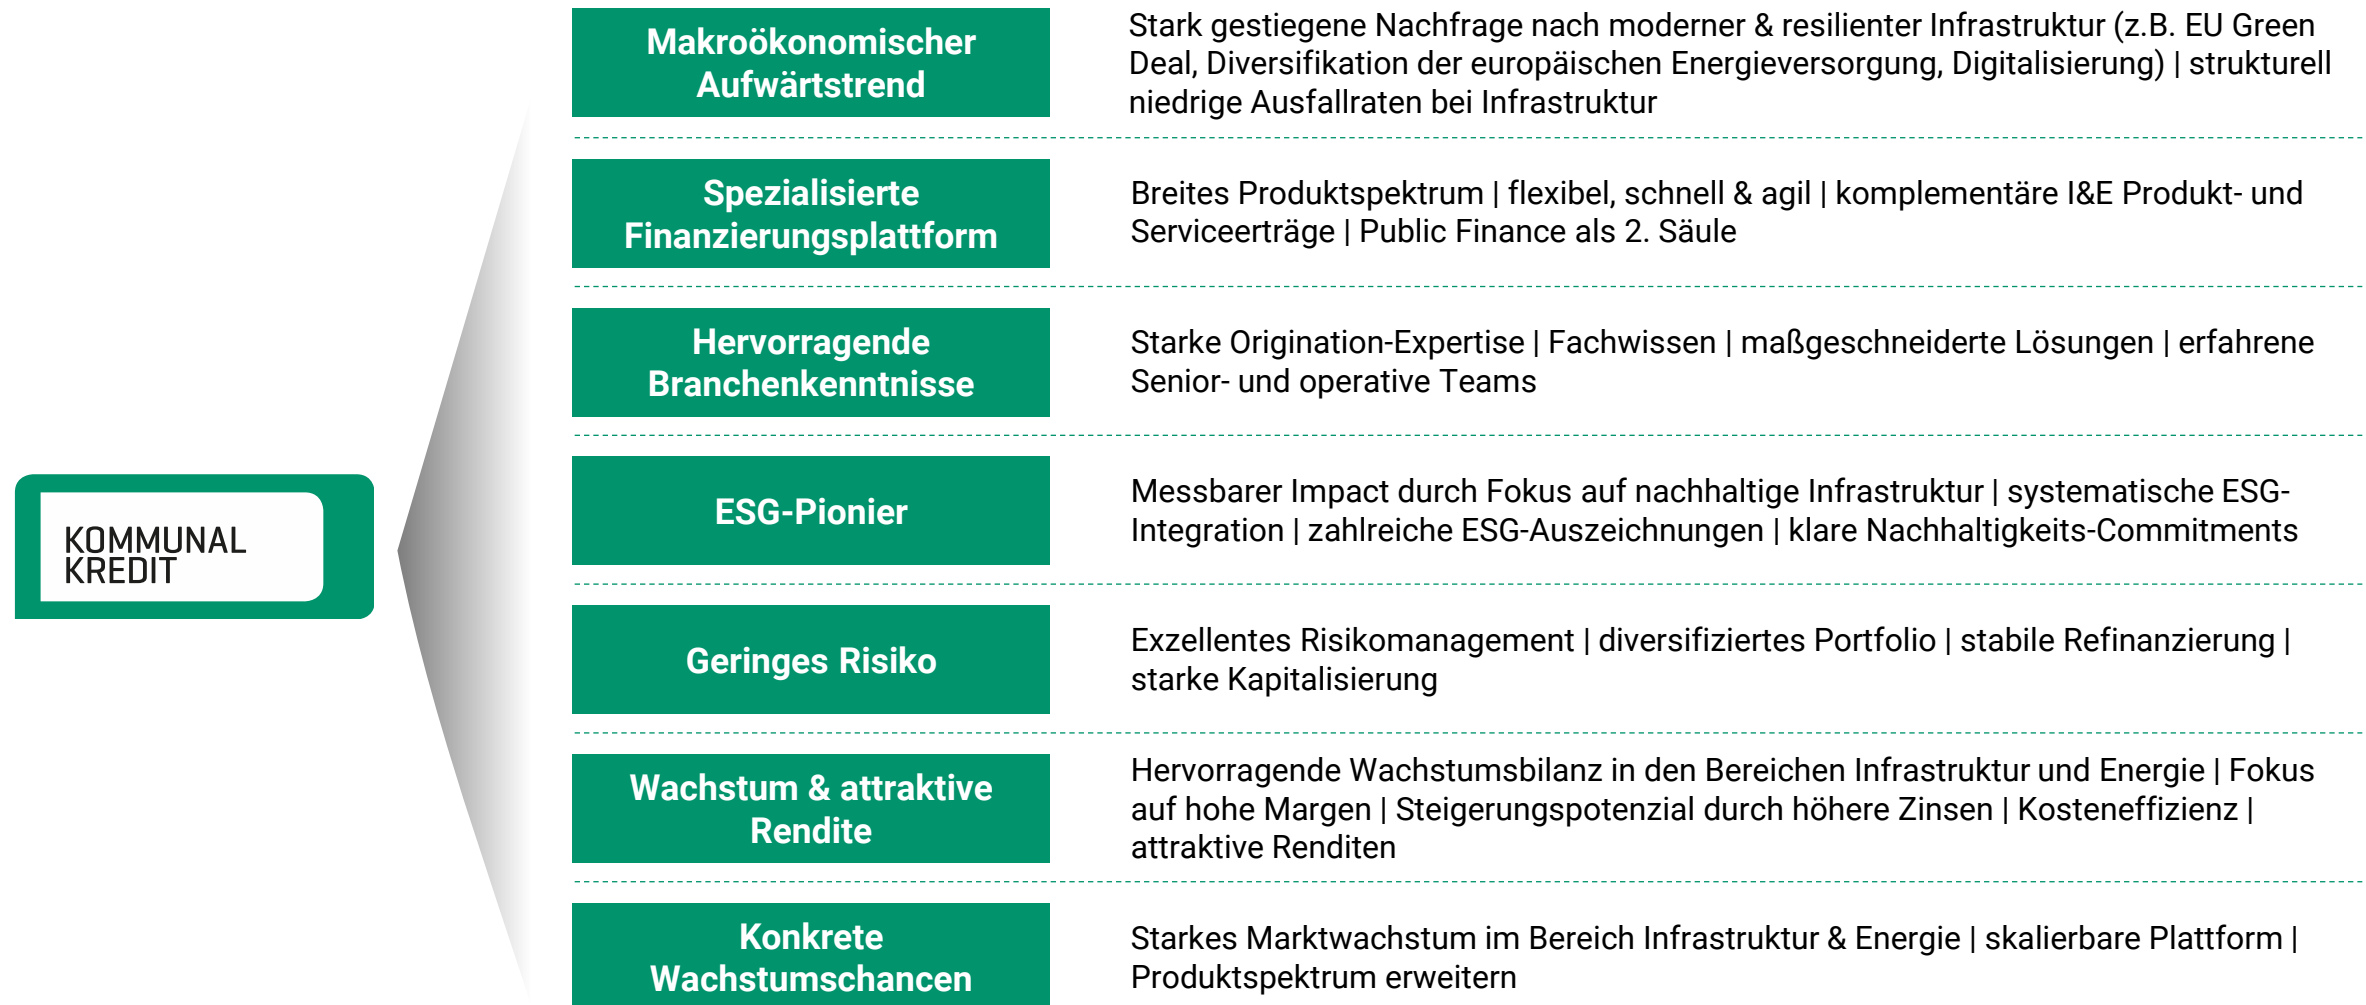 Makroökonomischer
Aufwärtstrend
Stark gestiegene Nachfrage nach moderner & resilienter Infrastruktur (z.B. EU Green
Deal, Diversifikation der europäischen Energieversorgung, Digitalisierung) | strukturell
niedrige Ausfallraten bei Infrastruktur
Spezialisierte
Finanzierungsplattform
Breites Produktspektrum | flexibel, schnell & agil | komplementäre I&E Produkt- und
Serviceerträge | Public Finance als 2. Säule
Hervorragende
Branchenkenntnisse
Starke Origination-Expertise | Fachwissen | maßgeschneiderte Lösungen | erfahrene
Senior- und operative Teams
KOMMUNAL
KREDIT
ESG-Pionier
Messbarer Impact durch Fokus auf nachhaltige Infrastruktur | systematische ESG-
Integration | zahlreiche ESG-Auszeichnungen | klare Nachhaltigkeits-Commitments
Geringes Risiko
Exzellentes Risikomanagement | diversifiziertes Portfolio | stabile Refinanzierung |
starke Kapitalisierung
Wachstum & attraktive
Rendite
Hervorragende Wachstumsbilanz in den Bereichen Infrastruktur und Energie | Fokus
auf hohe Margen | Steigerungspotenzial durch höhere Zinsen | Kosteneffizienz |
attraktive Renditen
Konkrete
Wachstumschancen
Starkes Marktwachstum im Bereich Infrastruktur & Energie | skalierbare Plattform |
Produktspektrum erweitern